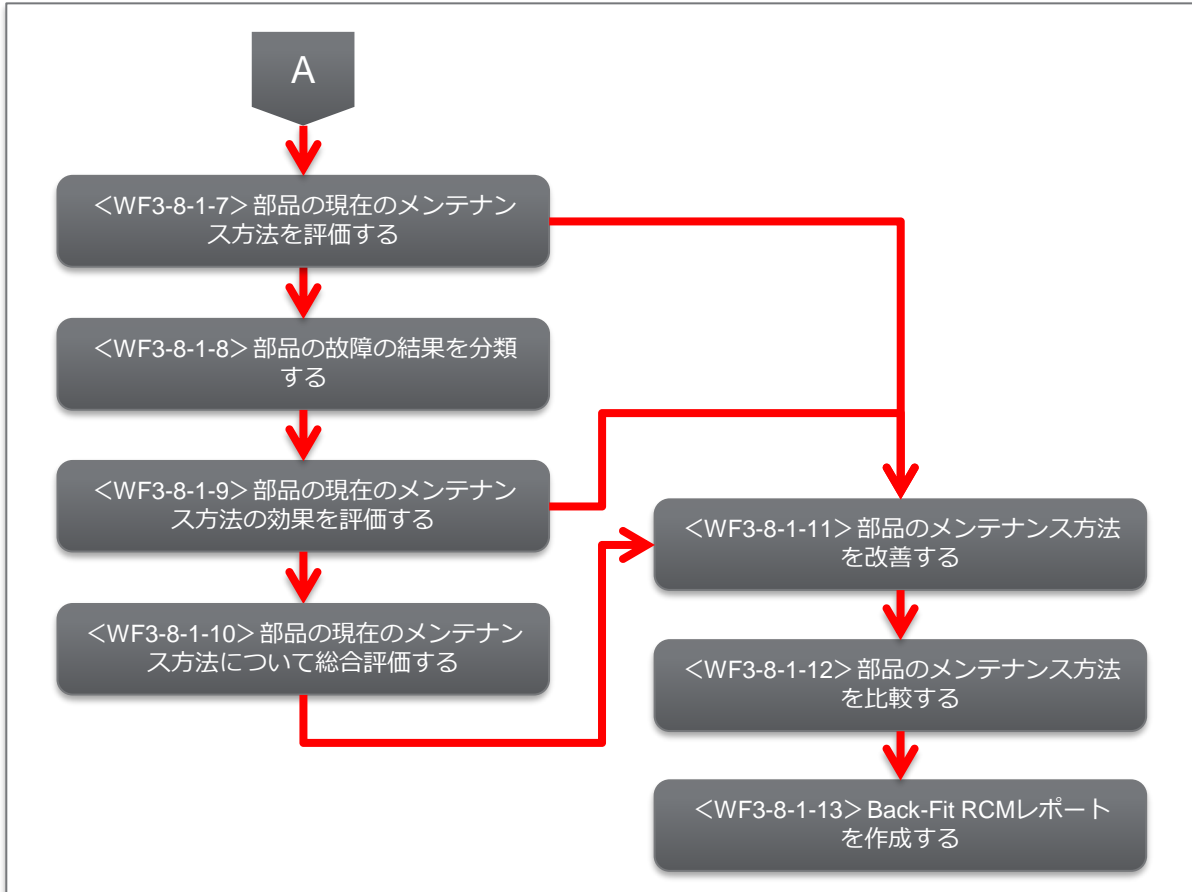 A
＜WF3-8-1-7＞部品の現在のメンテナン
ス方法を評価する
＜WF3-8-1-8＞部品の故障の結果を分類
する
＜WF3-8-1-9＞部品の現在のメンテナン
ス方法の効果を評価する
＜WF3-8-1-10＞部品の現在のメンテナン
ス方法について総合評価する
＜WF3-8-1-11＞部品のメンテナンス方法
を改善する
＜WF3-8-1-12＞部品のメンテナンス方法
を比較する
＜WF3-8-1-13＞Back-Fit RCMレポート
を作成する